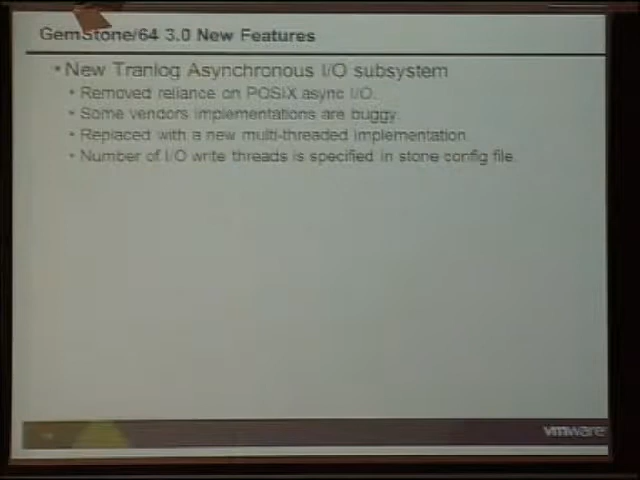 GemStone/64 3.0 New Features
• New Tranlog Asynchronous I/O subsystem
• Removed reliance on POSIX async I/O.
• Some vendors implementations are buggy.
• Replaced with a new multi-threaded implementation.
• Number of I/O write threads is specified in stone config file.
vmware